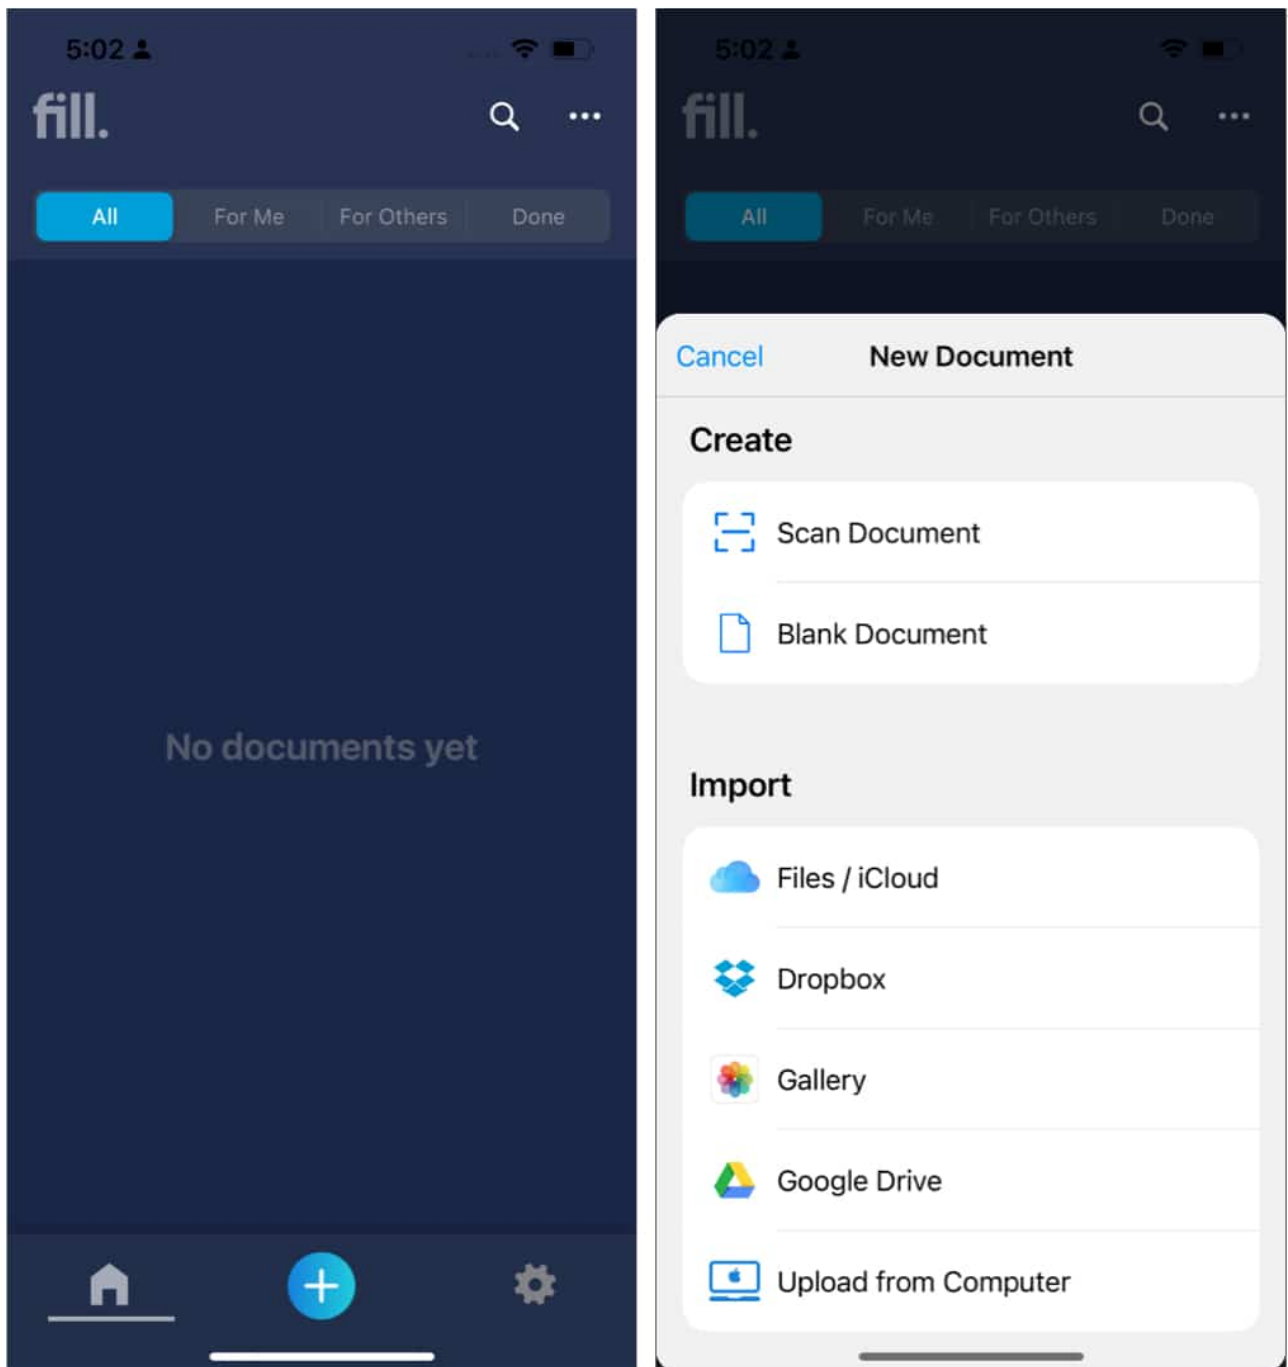 5:02
fill.
All For Me For Others Done
No documents yet
5:02
fill.
All For Me For Others Done
Cancel New Document
Create
Scan Document
Blank Document
Import
Files / iCloud
Dropbox
Gallery
Google Drive
Upload from Computer